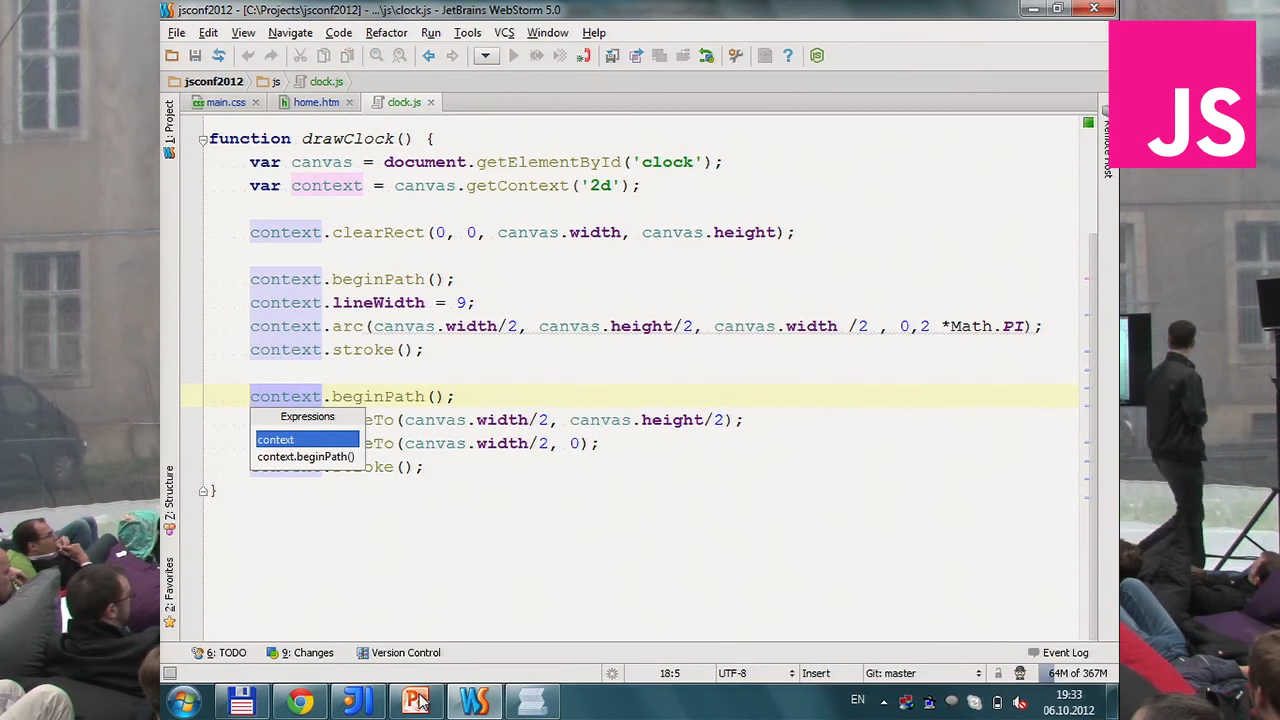 jsconf2012 - [C:\Projects\jsconf2012] - ...\js\clock.js - JetBrains WebStorm 5.0
File Edit View Navigate Code Refactor Run Tools VCS Window Help
JS
jsconf2012 js clock.js
main.css home.htm clock.js
1: Project
function drawClock() {
var canvas = document.getElementById('clock');
var context = canvas.getContext('2d');
context.clearRect(0, 0, canvas.width, canvas.height);
context.beginPath();
context.lineWidth = 9;
context.arc(canvas.width/2, canvas.height/2, canvas.width /2 , 0,2 *Math.PI);
context.stroke();
context.beginPath();
Expressions
eTo(canvas.width/2, canvas.height/2);
context
eTo(canvas.width/2, 0);
context.beginPath()
}
7: Structure
2: Favorites
6: TODO 9: Changes Version Control Event Log
18:5 UTF-8 Insert Git: master 64M of 367M
EN 19:33
06.10.2012